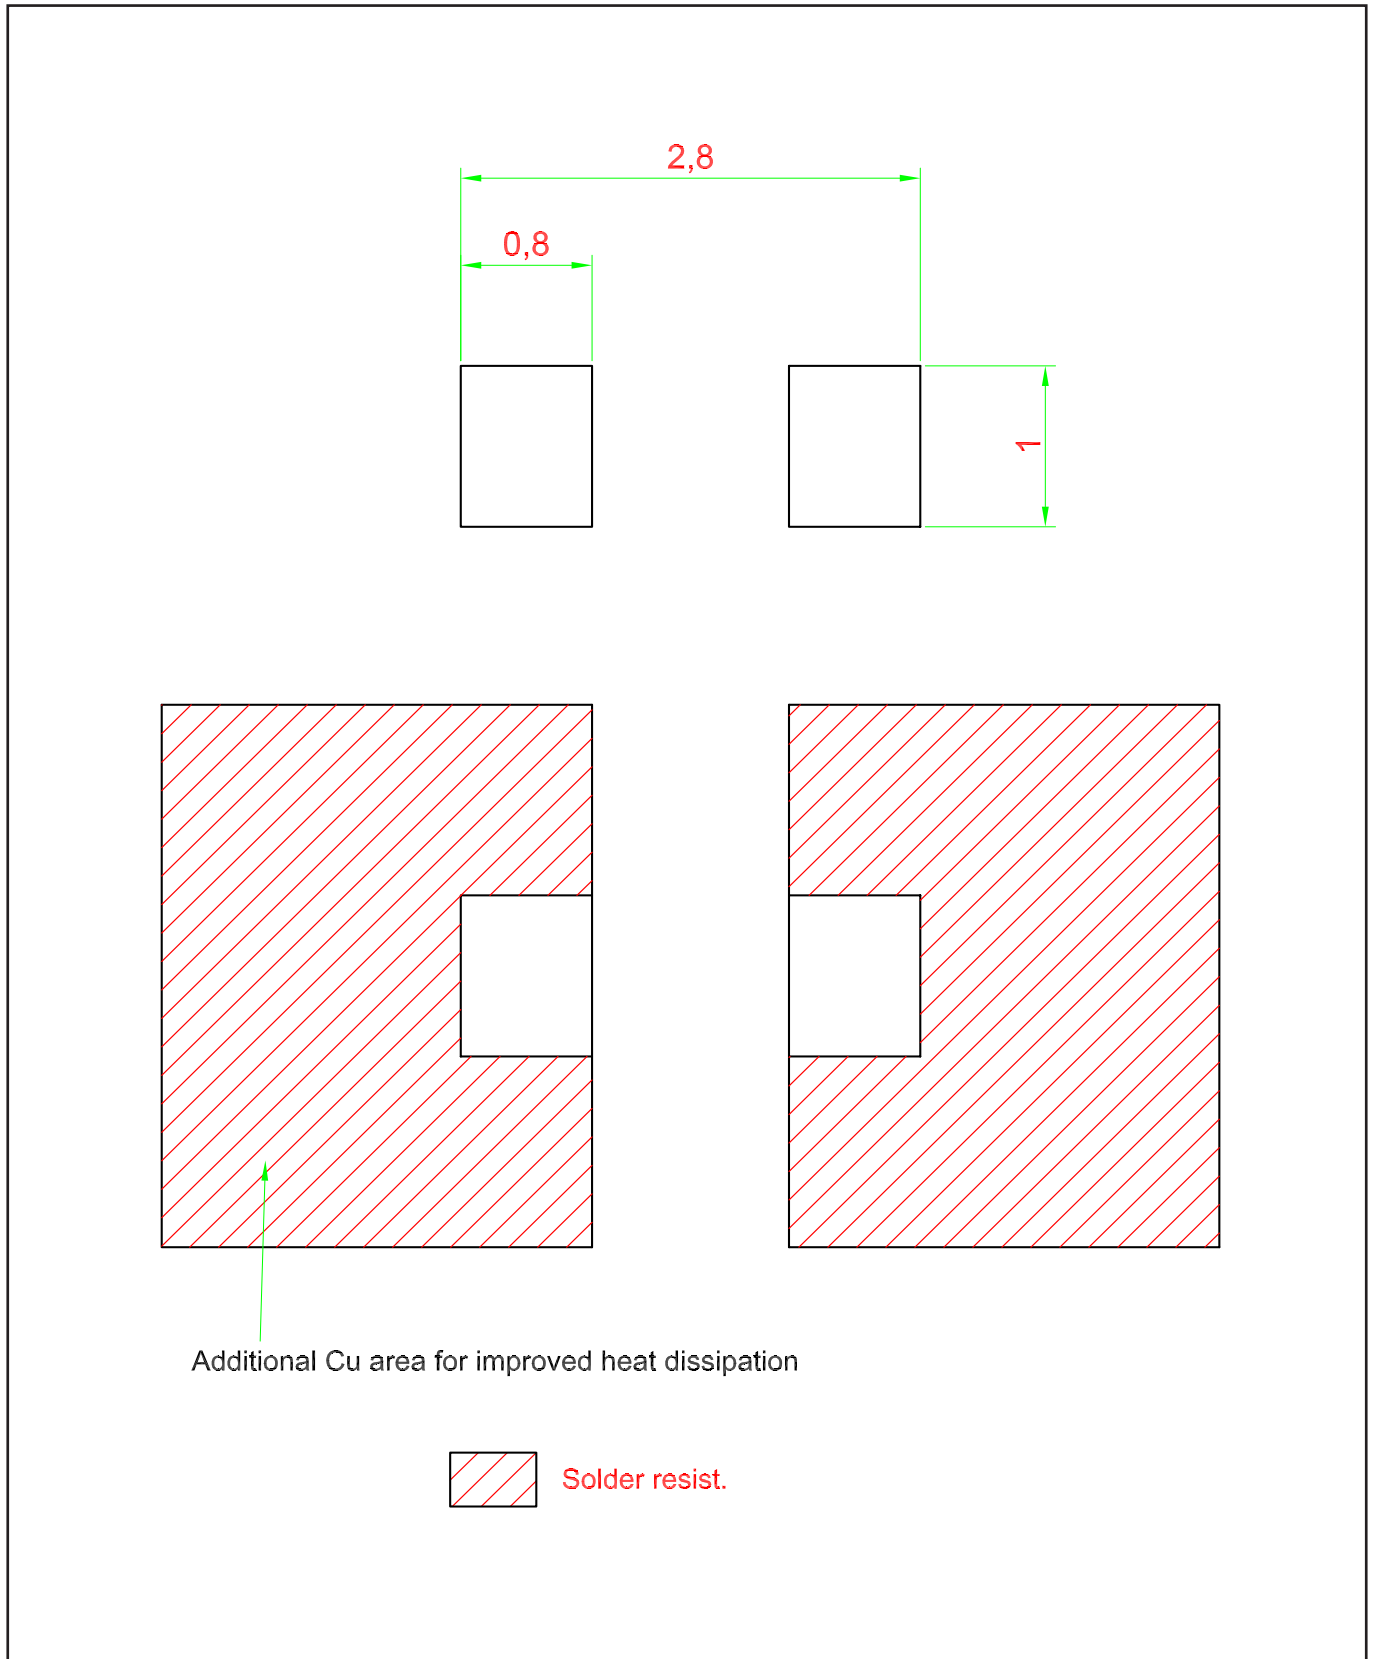 2,8
0,8
1
Additional Cu area for improved heat dissipation
Solder resist.